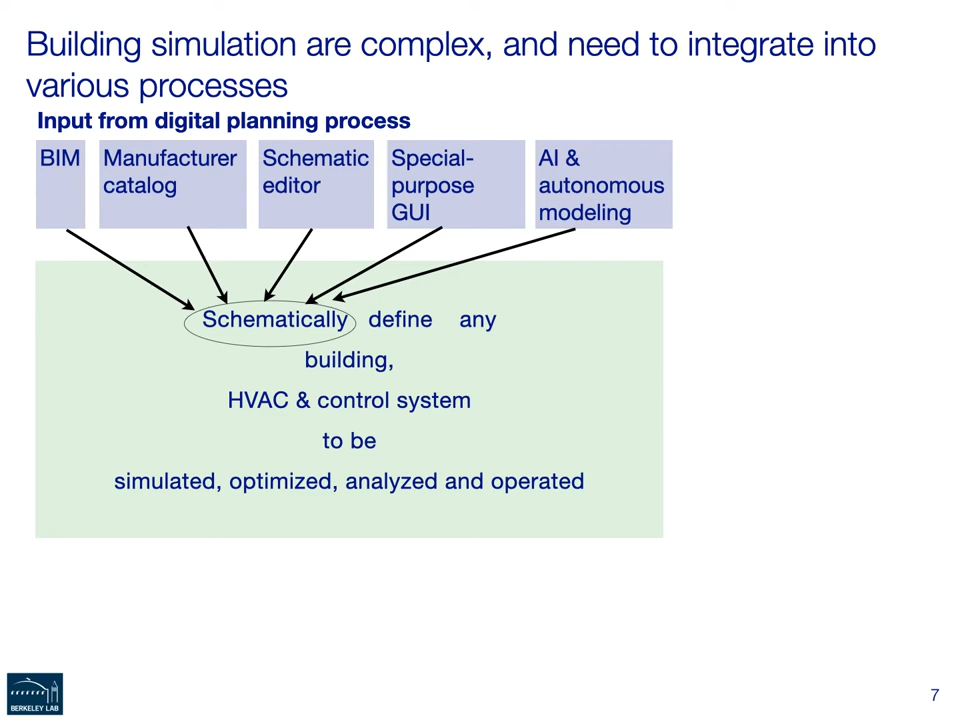 Building simulation are complex, and need to integrate into
various processes
Input from digital planning process
BIM
Manufacturer
catalog
Schematic
editor
Special-
purpose
GUI
AI &
autonomous
modeling
Schematically define any
building,
HVAC & control system
to be
simulated, optimized, analyzed and operated
BERKELEY LAB
7